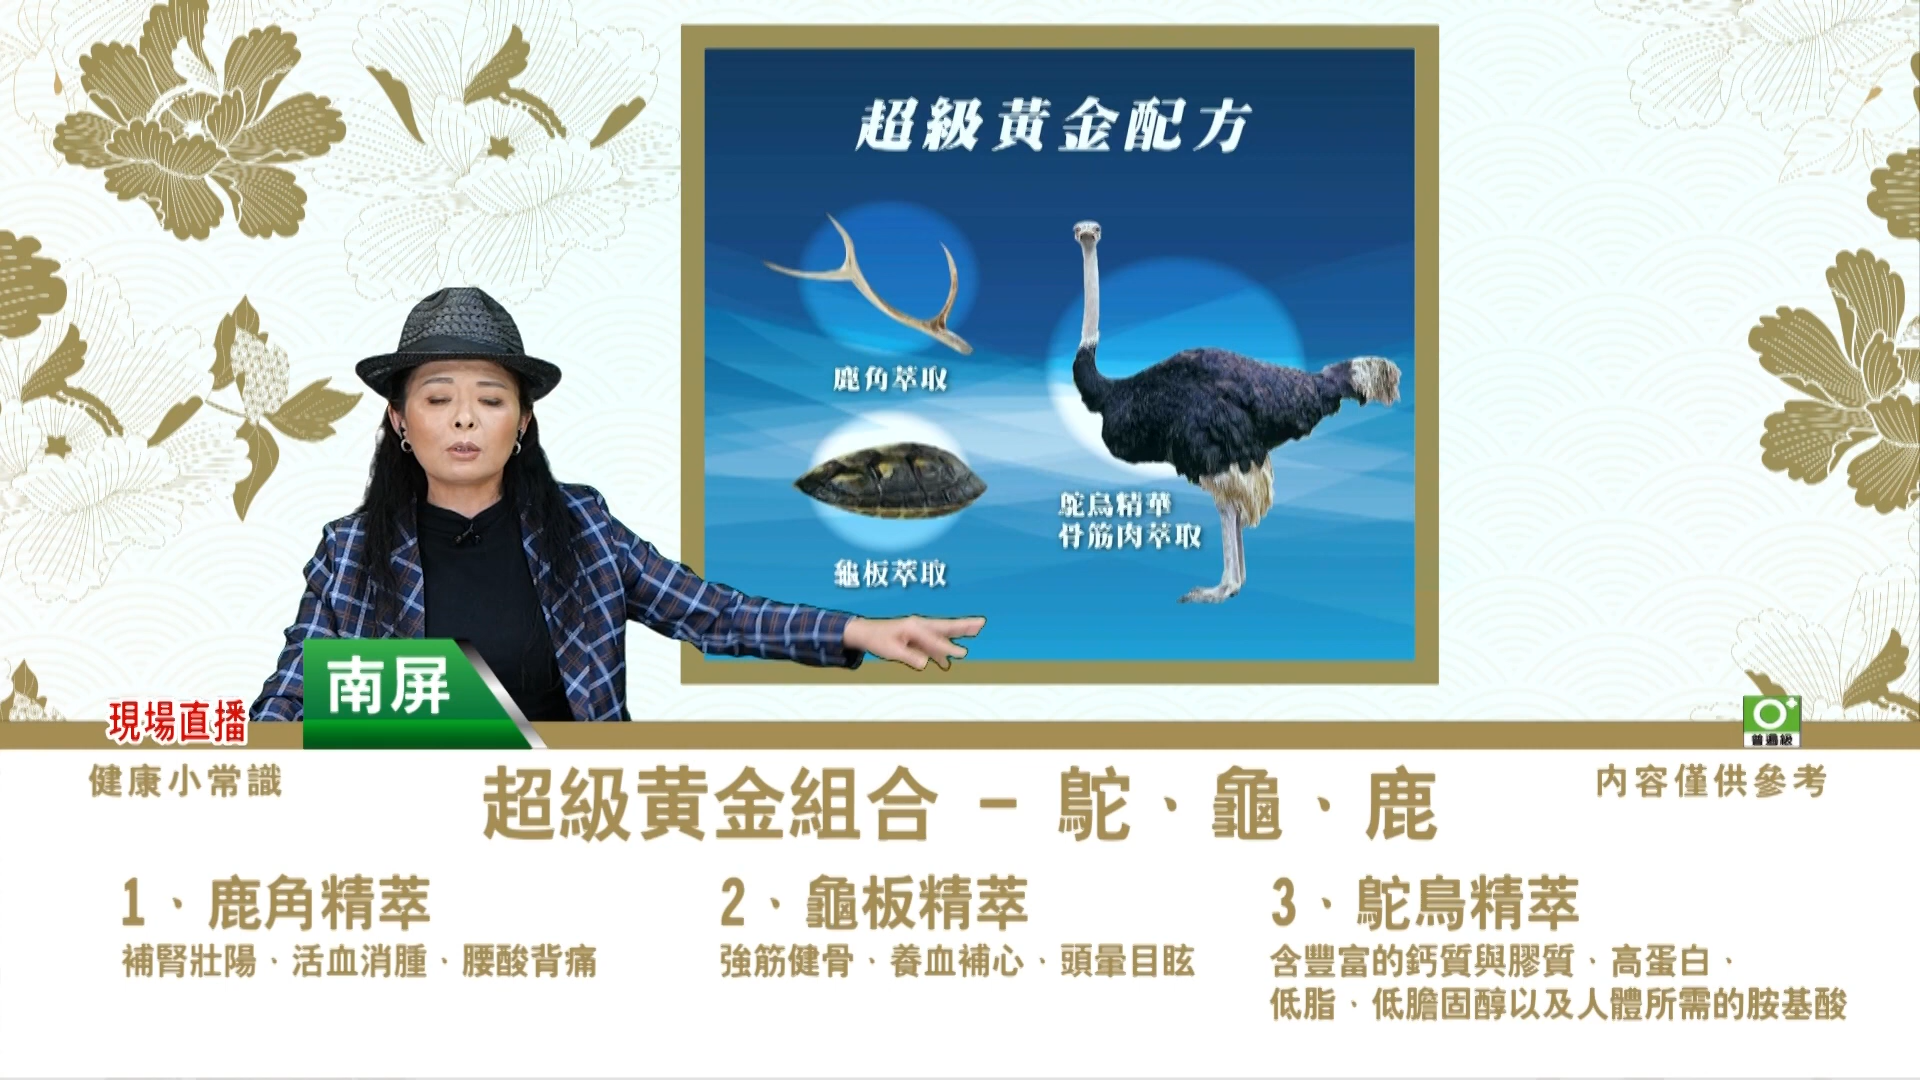 超級黃金配方
鹿角萃取
龜板萃取
鴕鳥精華
骨筋肉萃取
南屏
現場直播
普遍級
健康小常識
超級黄金組合 - 鴕、龜、鹿
內容僅供參考
1、鹿角精萃
補腎壯陽、活血消腫、腰酸背痛
2、龜板精萃
強筋健骨、養血補心、頭暈目眩
3、鴕鳥精萃
含豐富的鈣質與膠質、高蛋白、
低脂、低膽固醇以及人體所需的胺基酸